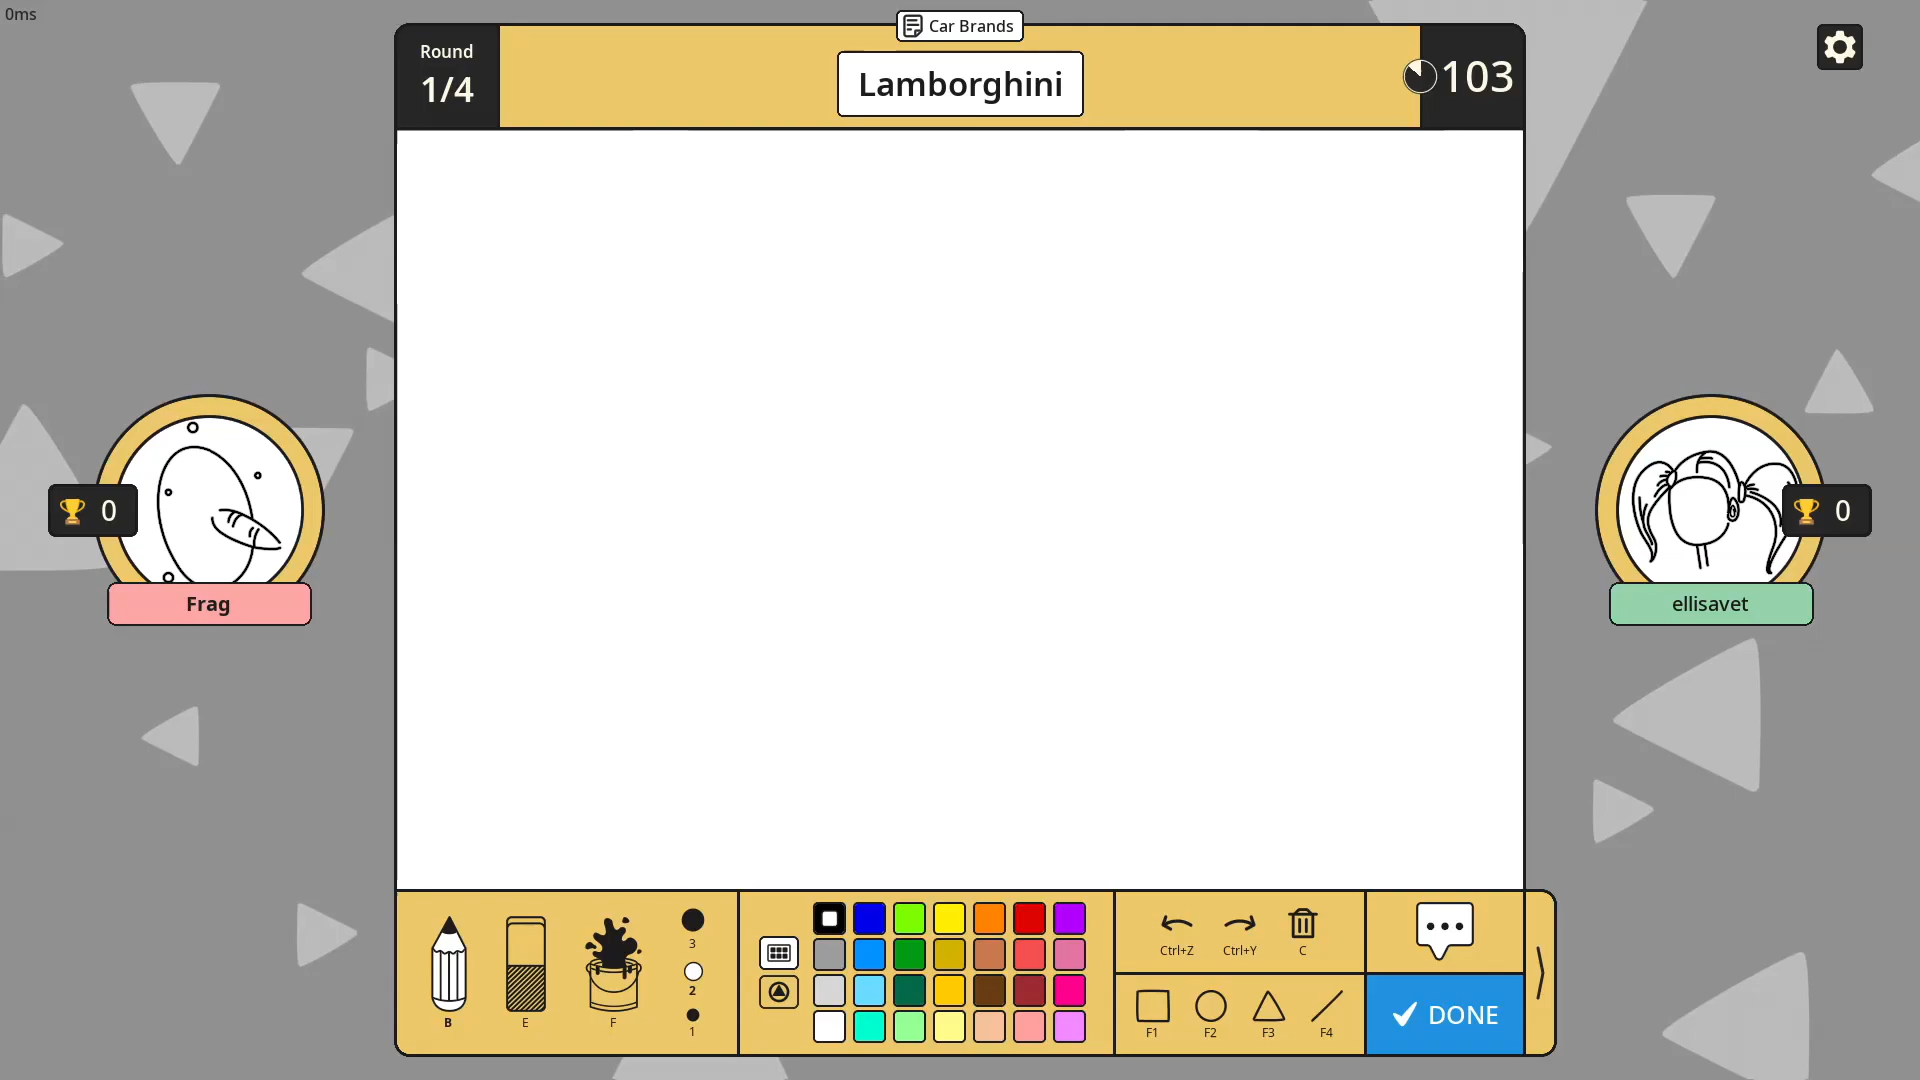 0ms
Car Brands
Round
1/4
Lamborghini
103
0
Frag
0
ellisavet
B
E
F
3
2
1
Ctrl+Z
Ctrl+Y
C
F1
F2
F3
F4
DONE